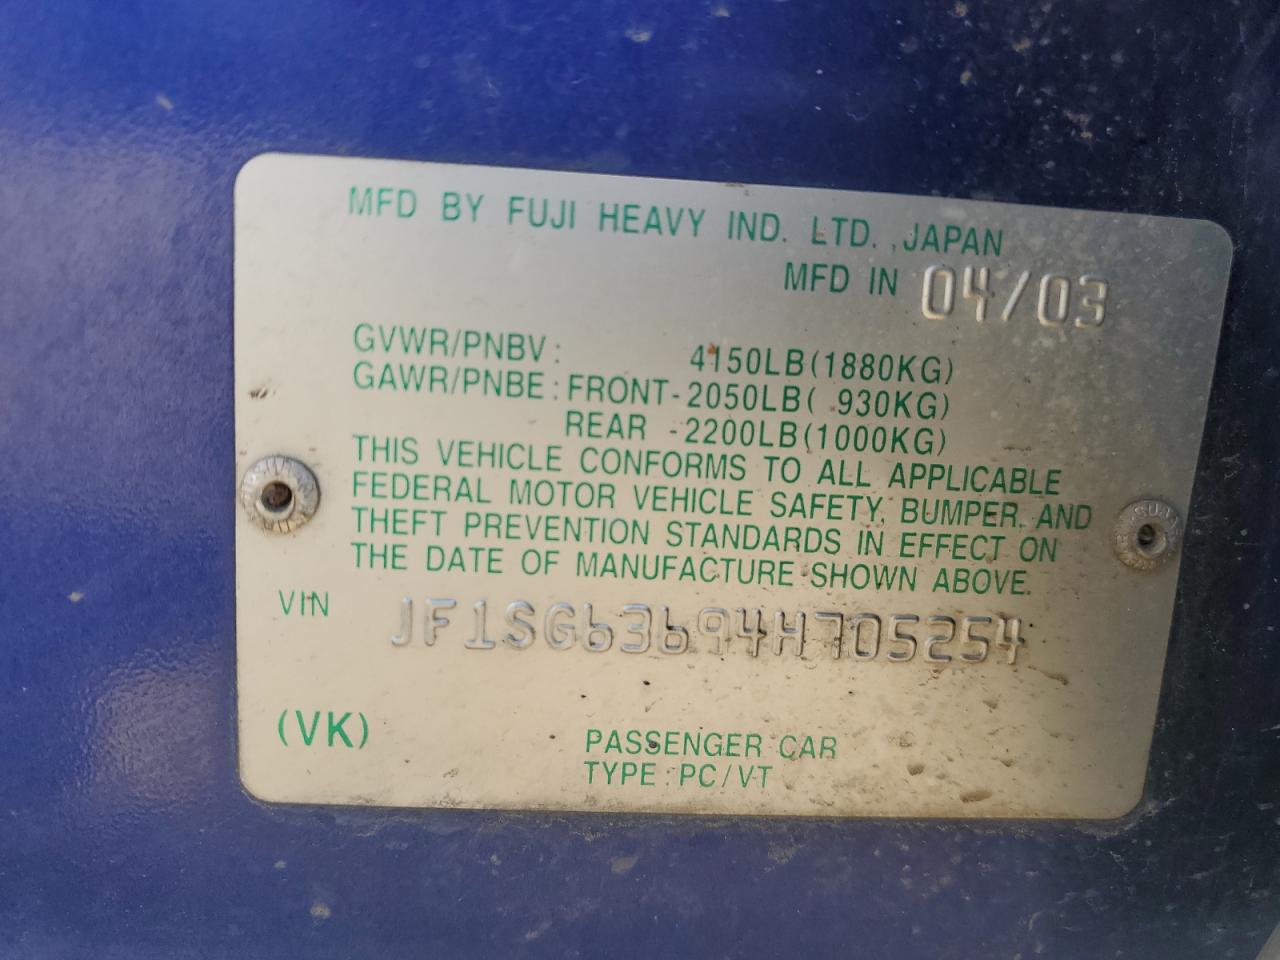 MFD BY FUJI HEAVY IND. LTD. JAPAN
MFD IN 04/03
GVWR/PNBV: 4150LB(1880KG)
GAWR/PNBE: FRONT-2050LB( 930KG)
REAR -2200LB(1000KG)
THIS VEHICLE CONFORMS TO ALL APPLICABLE
FEDERAL MOTOR VEHICLE SAFETY, BUMPER, AND
THEFT PREVENTION STANDARDS IN EFFECT ON
THE DATE OF MANUFACTURE SHOWN ABOVE.
VIN JF1SG63694H705254
(VK)
PASSENGER CAR
TYPE: PC/VT